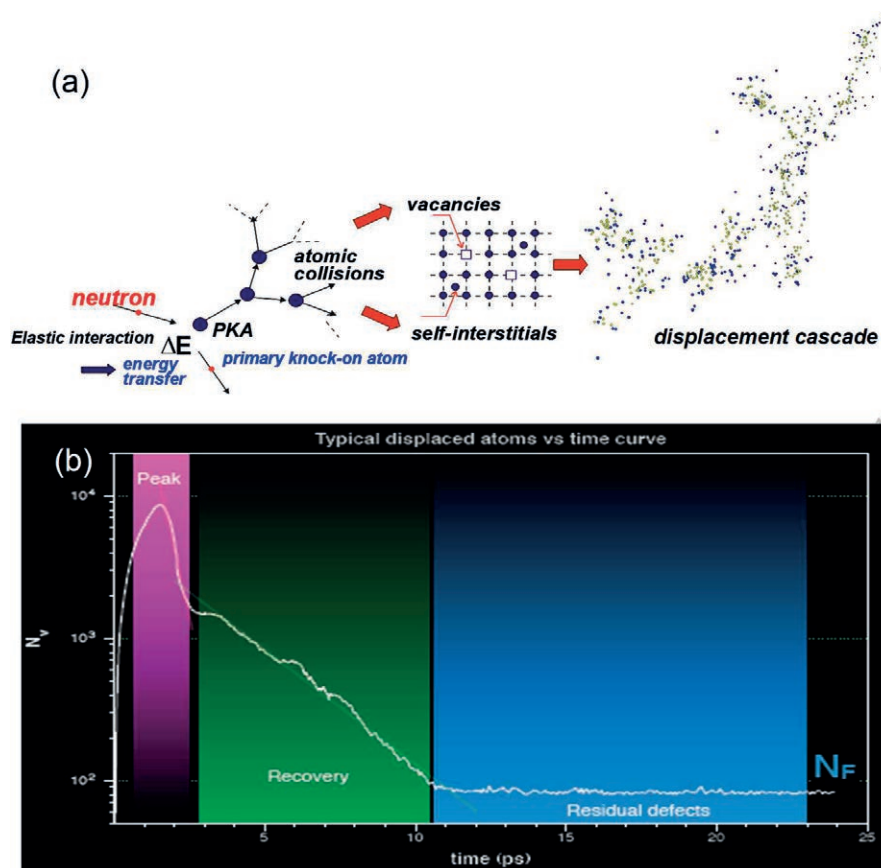 (a)
vacancies
atomic
collisions
neutron
PKA
self-interstitials
displacement cascade
Elastic interaction
ΔE
primary knock-on atom
energy
transfer
(b)
Typical displaced atoms vs time curve
Peak
10⁴
10³
10²
N_v
Recovery
Residual defects
N_F
5
10
15
20
25
time (ps)